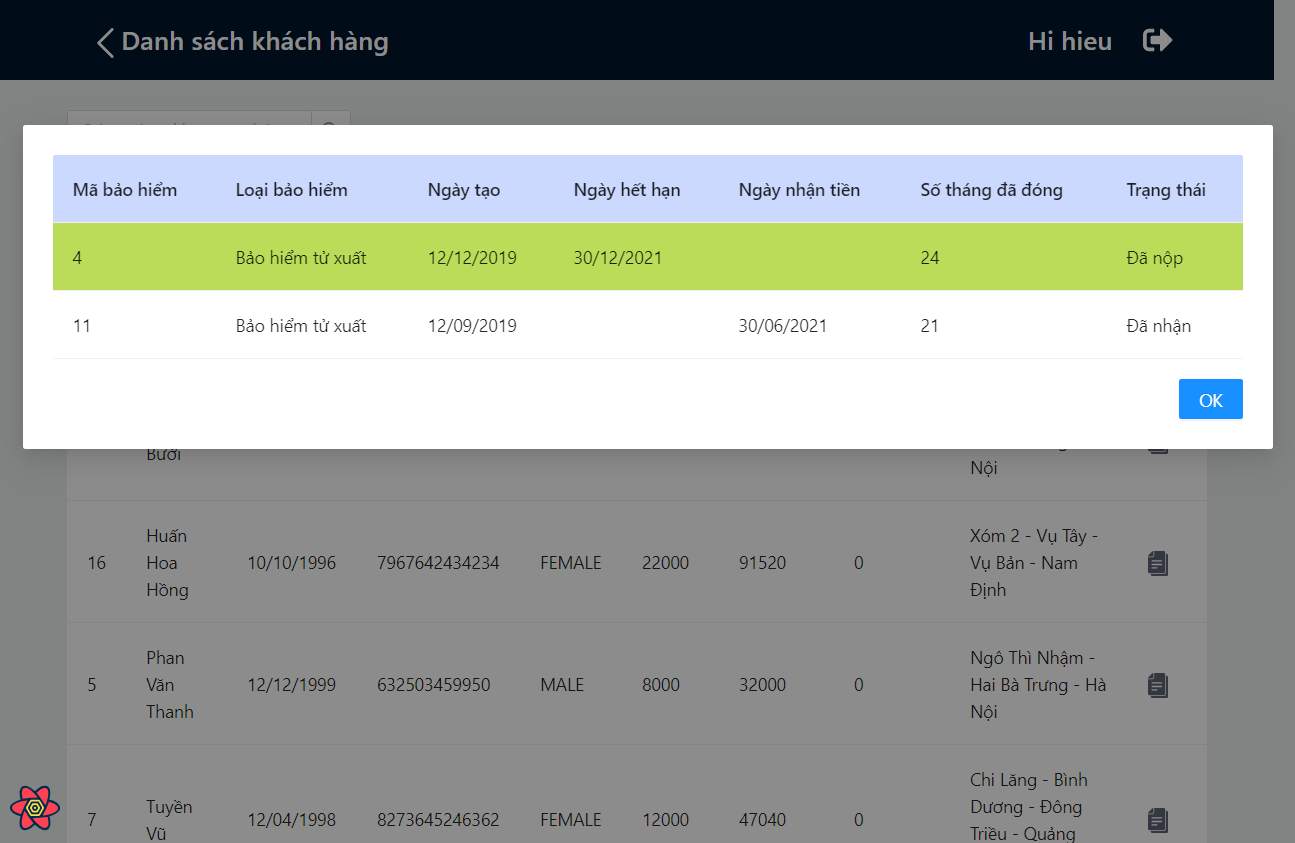 Danh sách khách hàng Hi hieu
Mã bảo hiểm Loại bảo hiểm Ngày tạo Ngày hết hạn Ngày nhận tiền Số tháng đã đóng Trạng thái
4 Bảo hiểm tử xuất 12/12/2019 30/12/2021 24 Đã nộp
11 Bảo hiểm tử xuất 12/09/2019 30/06/2021 21 Đã nhận
OK
Bưởi
Nội
Huấn Xóm 2 - Vụ Tây -
16 Hoa 10/10/1996 7967642434234 FEMALE 22000 91520 0 Vụ Bản - Nam
Hồng Định
Phan Ngô Thì Nhậm -
5 Văn 12/12/1999 632503459950 MALE 8000 32000 0 Hai Bà Trưng - Hà
Thanh Nội
Chi Lăng - Bình
7 Tuyền 12/04/1998 8273645246362 FEMALE 12000 47040 0 Dương - Đông
Vũ Triều - Quảng